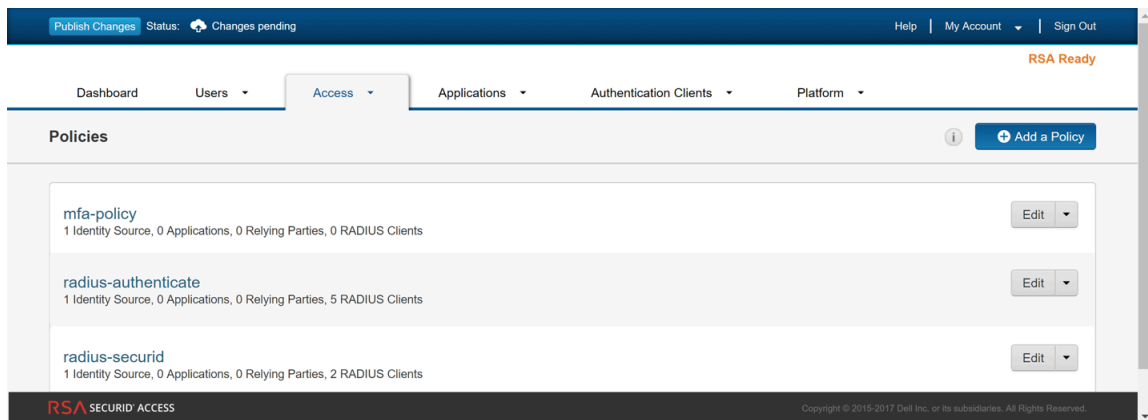 Publish Changes Status: Changes pending Help My Account Sign Out
RSA Ready
Dashboard Users Access Applications Authentication Clients Platform
Policies i Add a Policy
mfa-policy
1 Identity Source, 0 Applications, 0 Relying Parties, 0 RADIUS Clients
Edit
radius-authenticate
1 Identity Source, 0 Applications, 0 Relying Parties, 5 RADIUS Clients
Edit
radius-securid
1 Identity Source, 0 Applications, 0 Relying Parties, 2 RADIUS Clients
Edit
RSA SECURID® ACCESS Copyright © 2015-2017 Dell Inc. or its subsidiaries. All Rights Reserved.